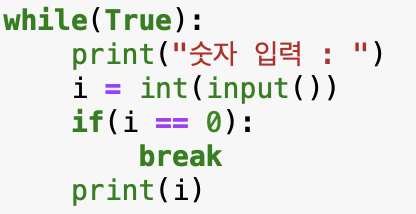 while(True):
    print("숫자 입력 : ")
    i = int(input())
    if(i == 0):
        break
    print(i)